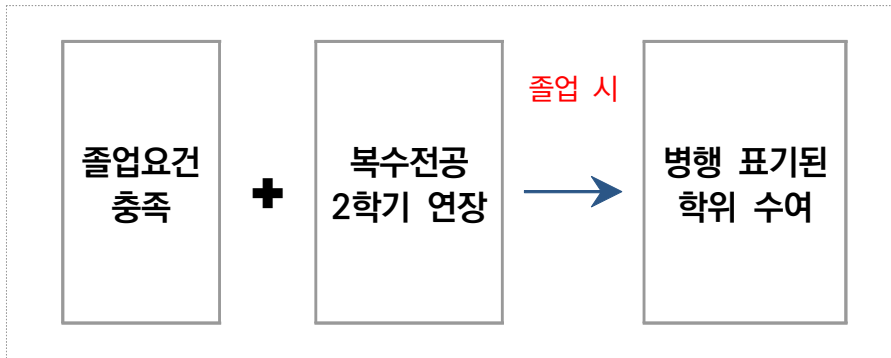 졸업요건
충족
복수전공
2학기 연장
졸업 시
병행 표기된
학위 수여